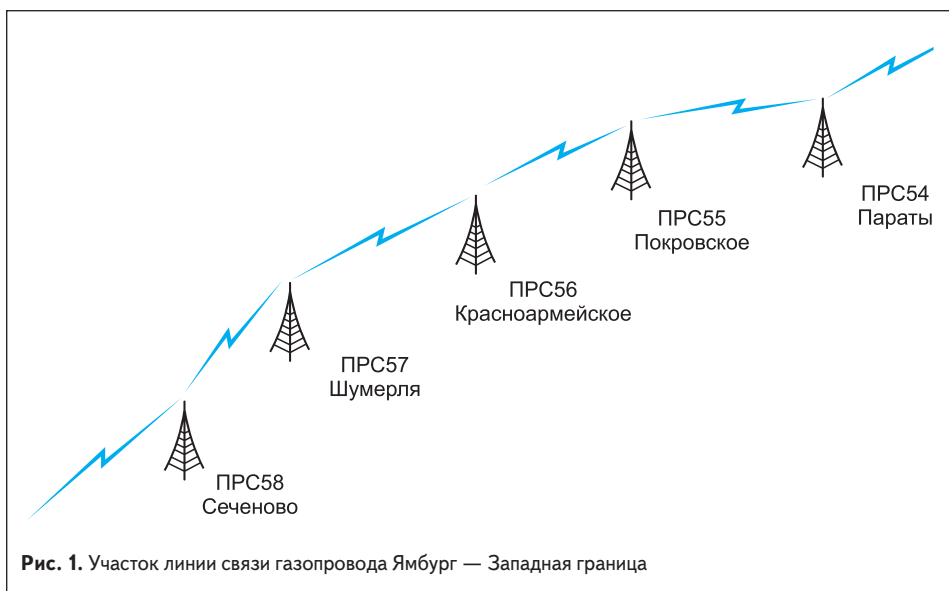 ПРС54
Параты
ПРС55
Покровское
ПРС56
Красноармейское
ПРС57
Шумерля
ПРС58
Сеченово
Рис. 1. Участок линии связи газопровода Ямбург — Западная граница